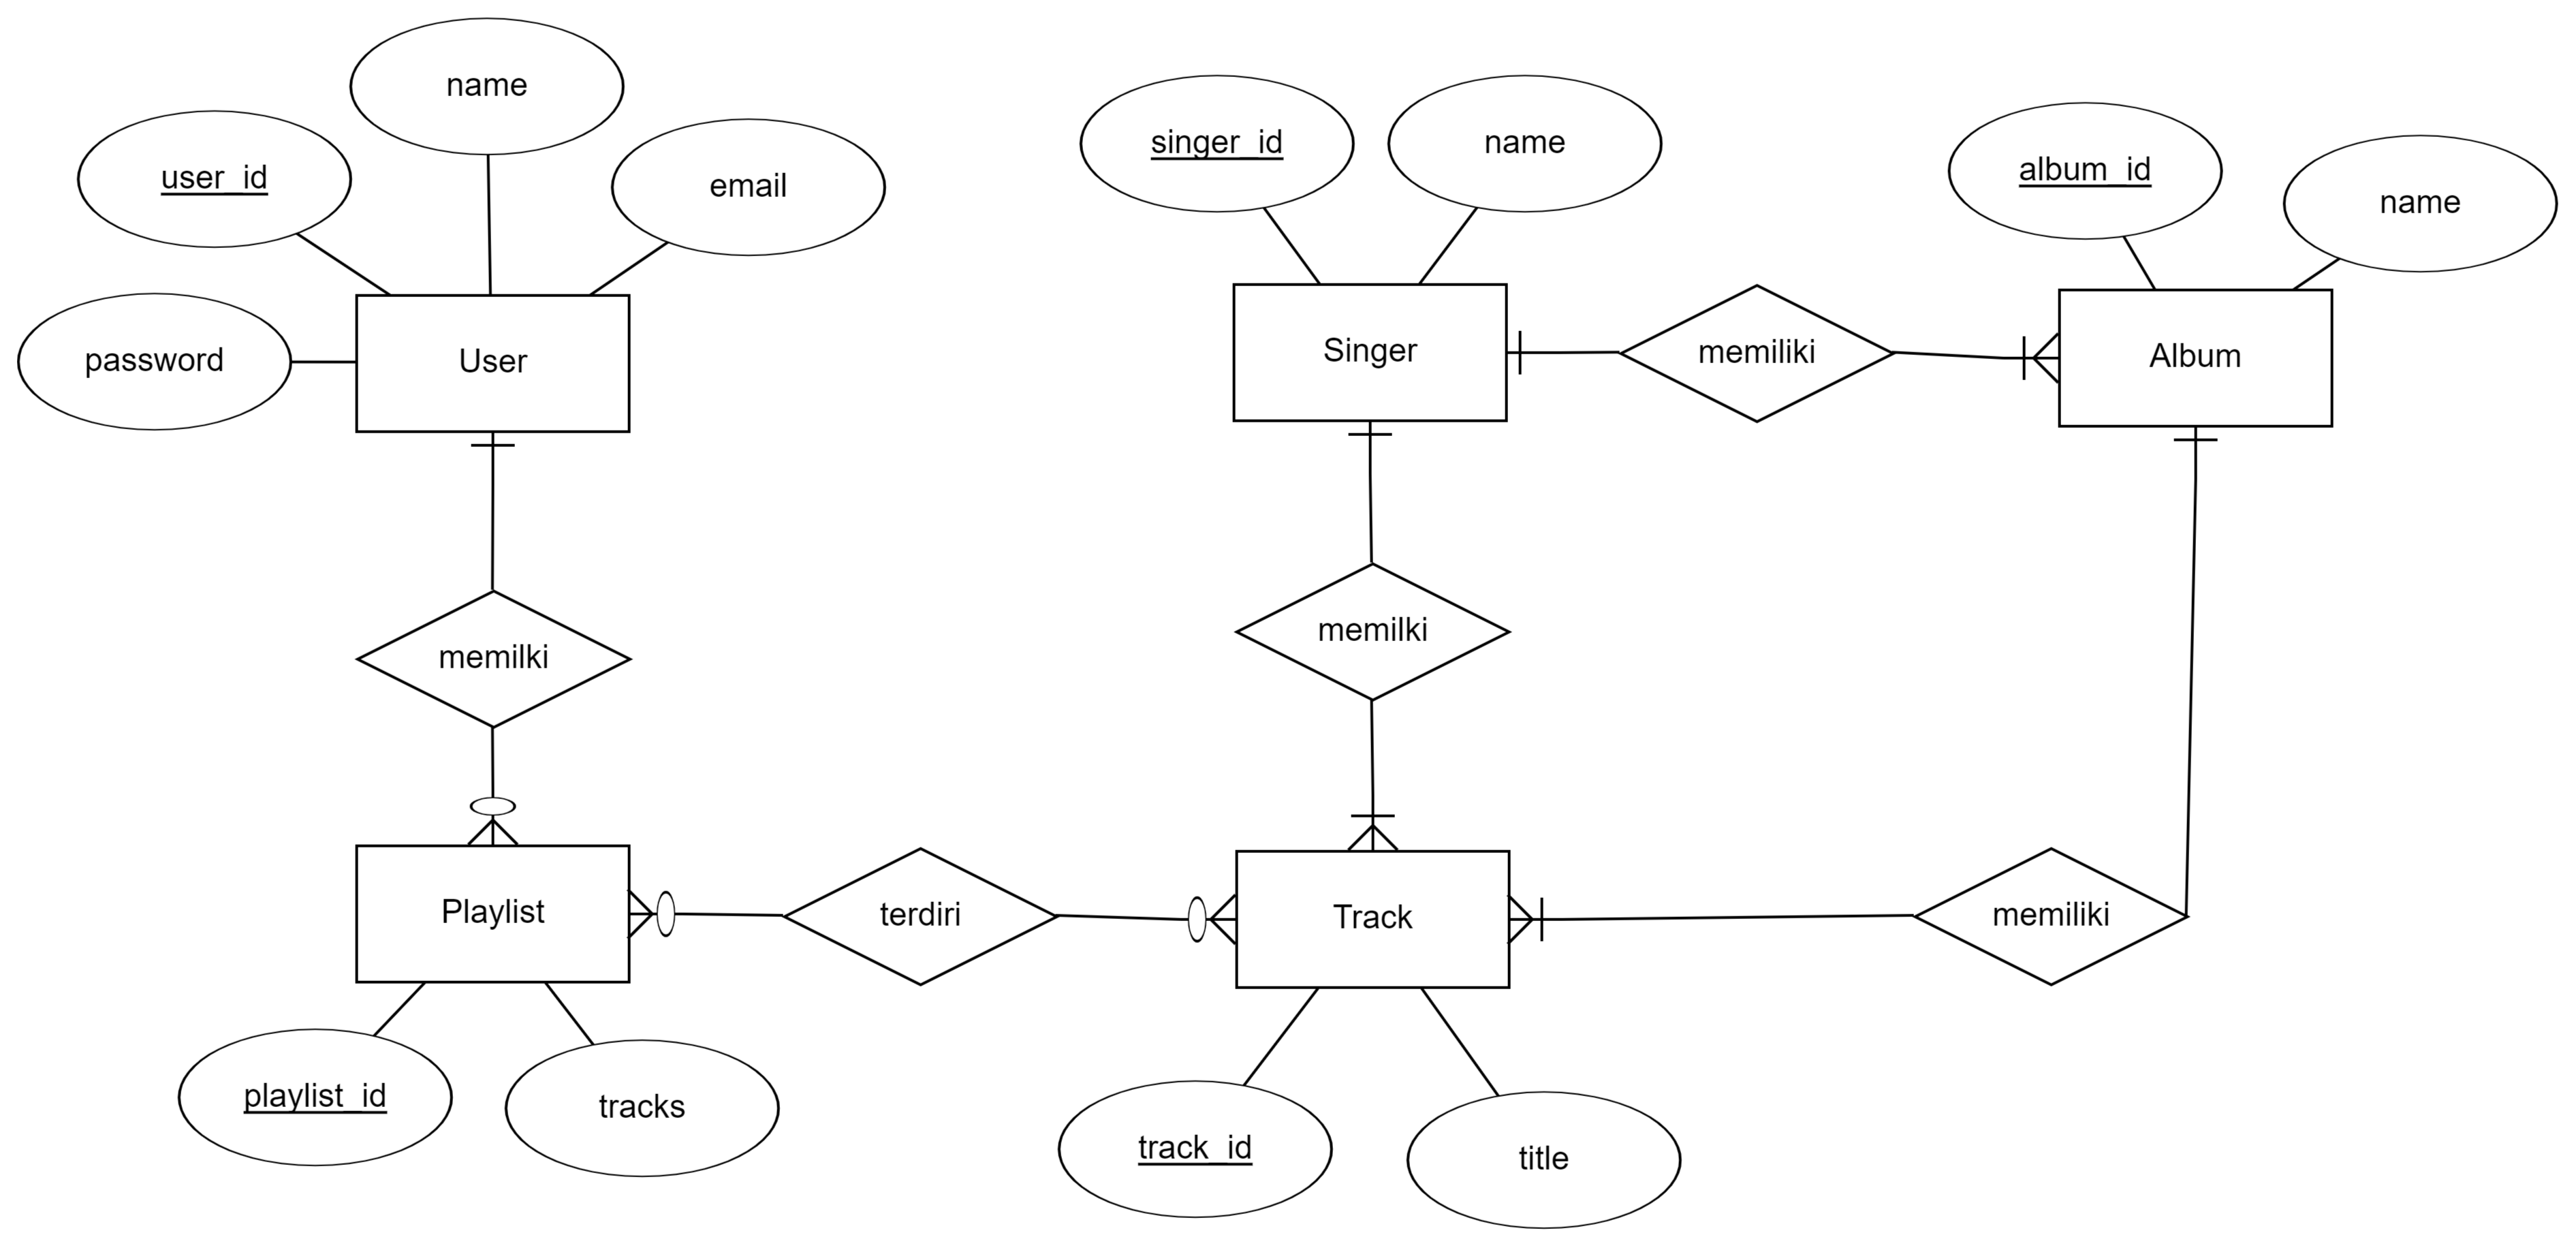 name
user_id
email
password
User
singer_id
name
album_id
name
Singer
memiliki
Album
memilki
memilki
Playlist
terdiri
Track
memiliki
playlist_id
tracks
track_id
title